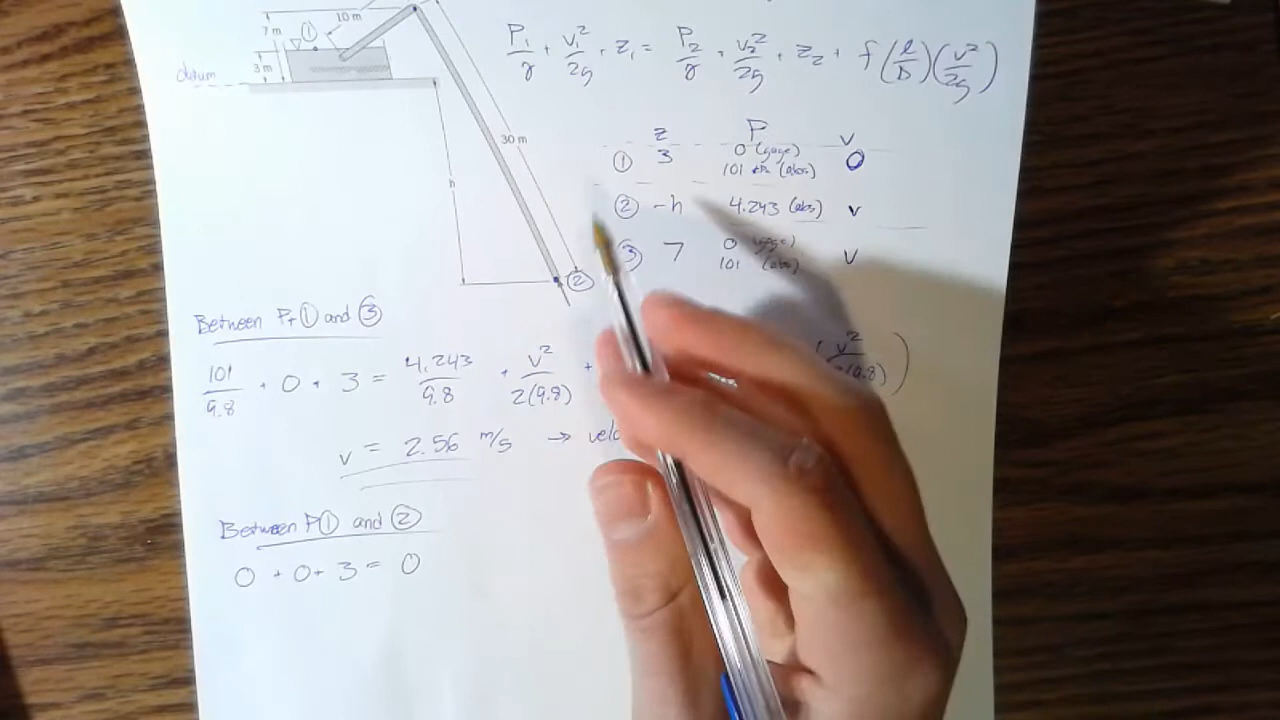 10 m
7 m
①
3 m
datum
30 m
h
②
P₁/γ + V₁²/2g + Z₁ = P₂/γ + V₂²/2g + Z₂ + f(l/D)(V²/2g)
Z P V
① 3 0 (gage) 0
101 kPa (abs)
② -h 4.243 (abs) V
③ 7 0 (gage) V
101 (abs)
Between Pt ① and ③
101/9.8 + 0 + 3 = 4.243/9.8 + V²/2(9.8) +
V²
V = 2.56 m/s →
Between P① and ②
0 + 0 + 3 = 0